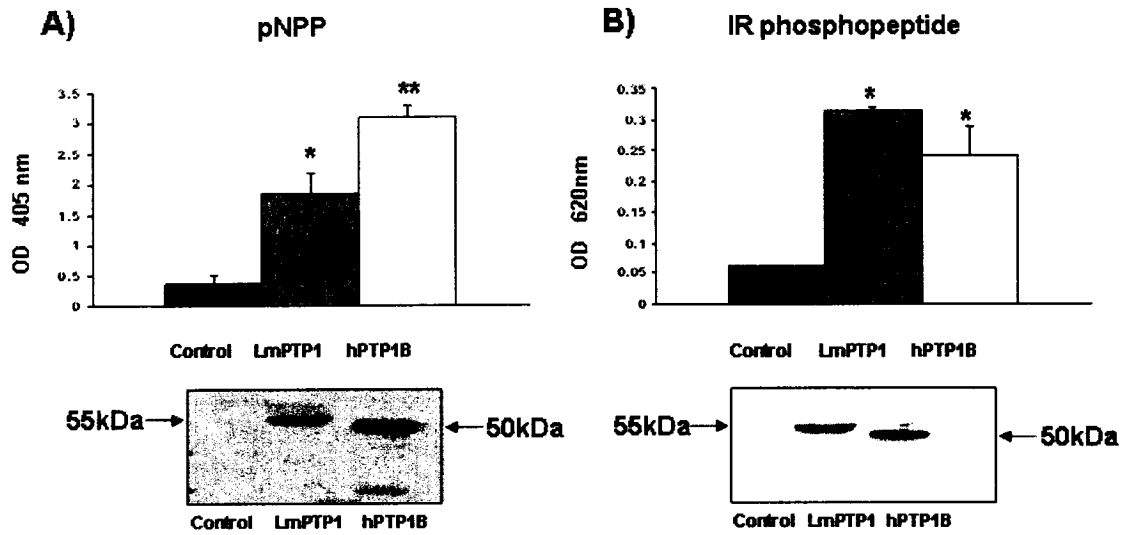 A)
pNPP
**
*
3.5
3
2.5
2
1.5
1
0.5
0
OD 405 nm
Control LmPTP1 hPTP1B
55kDa
50kDa
Control LmPTP1 hPTP1B
B)
IR phosphopeptide
*
*
0.35
0.3
0.25
0.2
0.15
0.1
0.05
0
OD 620nm
Control LmPTP1 hPTP1B
55kDa
50kDa
Control LmPTP1 hPTP1B